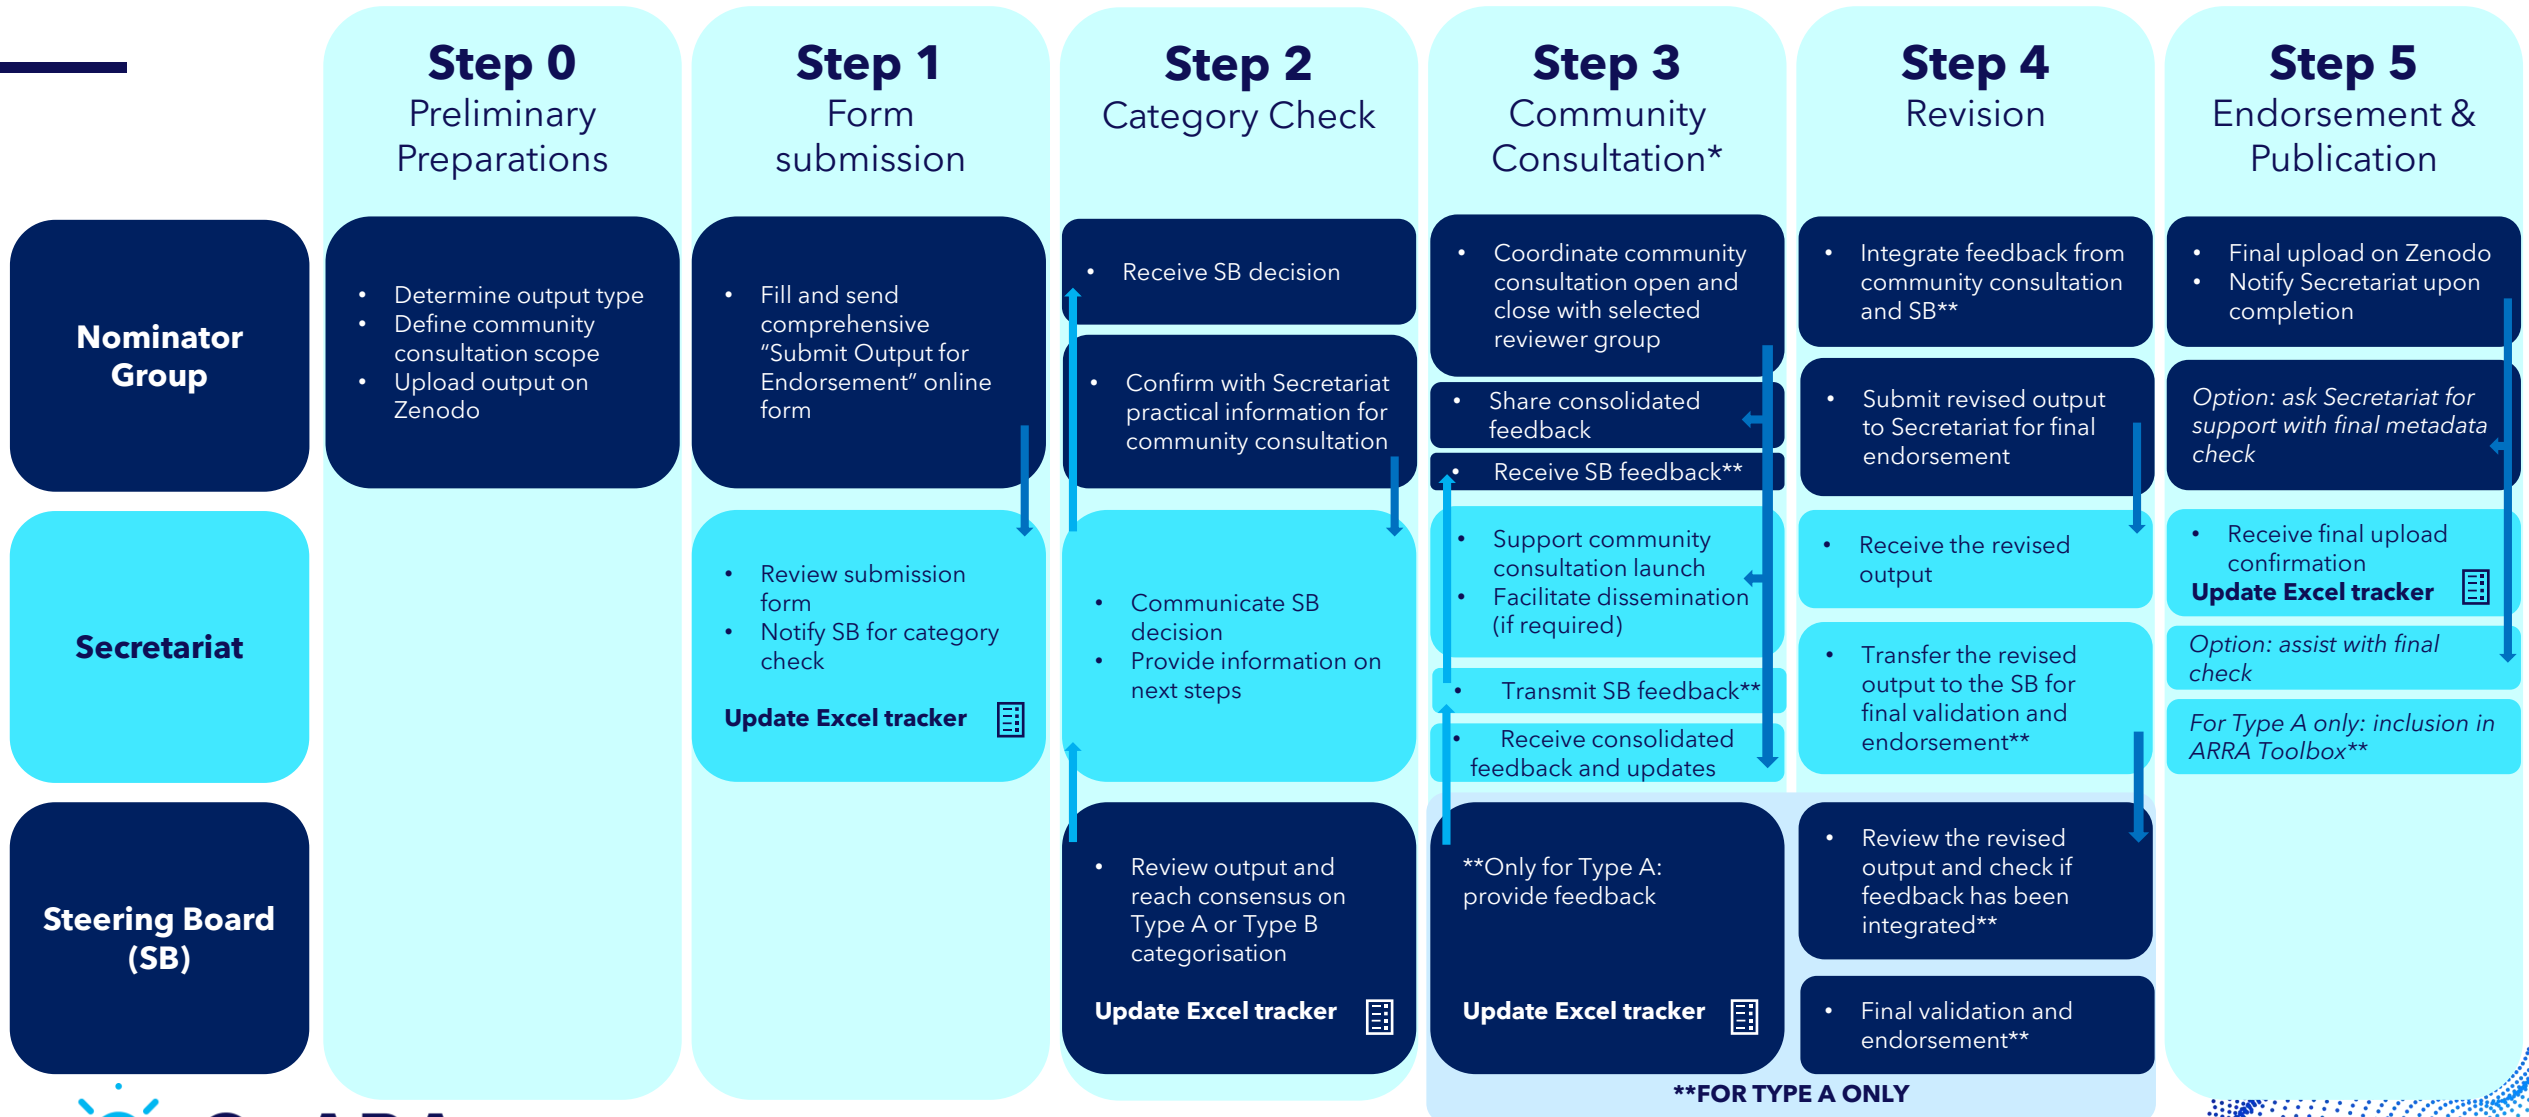 Step 0
Preliminary
Preparations
Step 1
Form
submission
Step 2
Category Check
Step 3
Community
Consultation*
Step 4
Revision
Step 5
Endorsement &
Publication
Nominator
Group
• Determine output type
• Define community
consultation scope
• Upload output on
Zenodo
• Fill and send
comprehensive
“Submit Output for
Endorsement” online
form
• Receive SB decision
• Confirm with Secretariat
practical information for
community consultation
• Coordinate community
consultation open and
close with selected
reviewer group
• Share consolidated
feedback
• Receive SB feedback**
• Integrate feedback from
community consultation
and SB**
• Submit revised output
to Secretariat for final
endorsement
• Final upload on Zenodo
• Notify Secretariat upon
completion
Option: ask Secretariat for
support with final metadata
check
Secretariat
• Review submission
form
• Notify SB for category
check
Update Excel tracker
• Communicate SB
decision
• Provide information on
next steps
• Support community
consultation launch
• Facilitate dissemination
(if required)
• Transmit SB feedback**
• Receive consolidated
feedback and updates
• Receive the revised
output
• Transfer the revised
output to the SB for
final validation and
endorsement**
• Receive final upload
confirmation
Update Excel tracker
Option: assist with final
check
For Type A only: inclusion in
ARRA Toolbox**
Steering Board
(SB)
• Review output and
reach consensus on
Type A or Type B
categorisation
Update Excel tracker
**Only for Type A:
provide feedback
Update Excel tracker
• Review the revised
output and check if
feedback has been
integrated**
• Final validation and
endorsement**
**FOR TYPE A ONLY